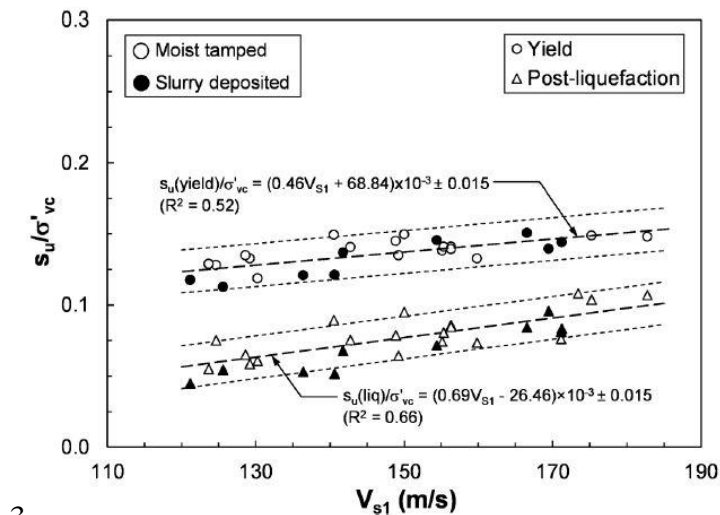 0.3
○ Moist tamped
● Slurry deposited
○ Yield
△ Post-liquefaction
0.2
s_u(yield)/σ'_vc = (0.46V_S1 + 68.84)x10⁻³ ± 0.015
(R² = 0.52)
s_u/σ'_vc
0.1
s_u(liq)/σ'_vc = (0.69V_S1 - 26.46)×10⁻³ ± 0.015
(R² = 0.66)
0.0
110 130 150 170 190
V_s1 (m/s)